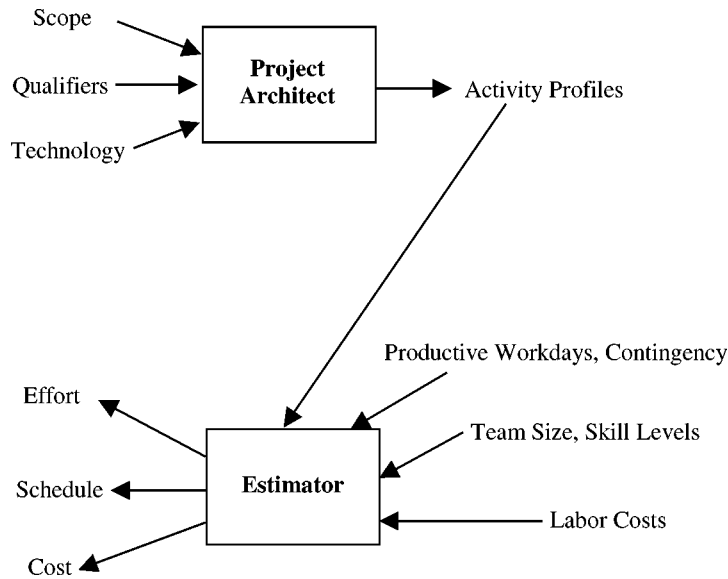 Scope
Project
Architect
Qualifiers
Activity Profiles
Technology
Productive Workdays, Contingency
Effort
Team Size, Skill Levels
Schedule
Estimator
Labor Costs
Cost